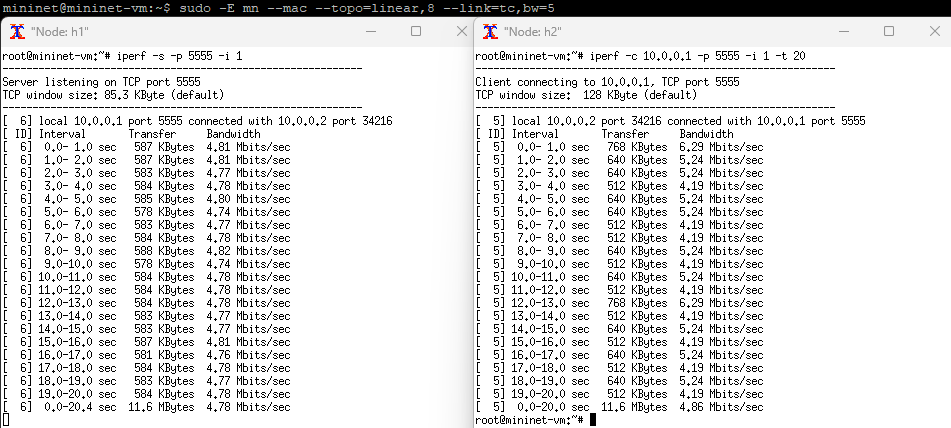 mininet@mininet-vm:~$ sudo -E mn --mac --topo=linear,8 --link=tc,bw=5
"Node: h1"
root@mininet-vm:~# iperf -s -p 5555 -i 1
------------------------------------------------------------
Server listening on TCP port 5555
TCP window size: 85.3 KByte (default)
------------------------------------------------------------
[  6] local 10.0.0.1 port 5555 connected with 10.0.0.2 port 34216
[ ID] Interval       Transfer     Bandwidth
[  6]  0.0- 1.0 sec   587 KBytes  4.81 Mbits/sec
[  6]  1.0- 2.0 sec   587 KBytes  4.81 Mbits/sec
[  6]  2.0- 3.0 sec   583 KBytes  4.77 Mbits/sec
[  6]  3.0- 4.0 sec   584 KBytes  4.78 Mbits/sec
[  6]  4.0- 5.0 sec   585 KBytes  4.80 Mbits/sec
[  6]  5.0- 6.0 sec   578 KBytes  4.74 Mbits/sec
[  6]  6.0- 7.0 sec   583 KBytes  4.77 Mbits/sec
[  6]  7.0- 8.0 sec   584 KBytes  4.78 Mbits/sec
[  6]  8.0- 9.0 sec   588 KBytes  4.82 Mbits/sec
[  6]  9.0-10.0 sec   578 KBytes  4.74 Mbits/sec
[  6] 10.0-11.0 sec   584 KBytes  4.78 Mbits/sec
[  6] 11.0-12.0 sec   584 KBytes  4.78 Mbits/sec
[  6] 12.0-13.0 sec   584 KBytes  4.78 Mbits/sec
[  6] 13.0-14.0 sec   583 KBytes  4.77 Mbits/sec
[  6] 14.0-15.0 sec   583 KBytes  4.77 Mbits/sec
[  6] 15.0-16.0 sec   587 KBytes  4.81 Mbits/sec
[  6] 16.0-17.0 sec   581 KBytes  4.76 Mbits/sec
[  6] 17.0-18.0 sec   584 KBytes  4.78 Mbits/sec
[  6] 18.0-19.0 sec   583 KBytes  4.77 Mbits/sec
[  6] 19.0-20.0 sec   584 KBytes  4.78 Mbits/sec
[  6]  0.0-20.4 sec  11.6 MBytes  4.78 Mbits/sec
"Node: h2"
root@mininet-vm:~# iperf -c 10.0.0.1 -p 5555 -i 1 -t 20
------------------------------------------------------------
Client connecting to 10.0.0.1, TCP port 5555
TCP window size:  128 KByte (default)
------------------------------------------------------------
[  5] local 10.0.0.2 port 34216 connected with 10.0.0.1 port 5555
[ ID] Interval       Transfer     Bandwidth
[  5]  0.0- 1.0 sec   768 KBytes  6.29 Mbits/sec
[  5]  1.0- 2.0 sec   640 KBytes  5.24 Mbits/sec
[  5]  2.0- 3.0 sec   640 KBytes  5.24 Mbits/sec
[  5]  3.0- 4.0 sec   512 KBytes  4.19 Mbits/sec
[  5]  4.0- 5.0 sec   640 KBytes  5.24 Mbits/sec
[  5]  5.0- 6.0 sec   640 KBytes  5.24 Mbits/sec
[  5]  6.0- 7.0 sec   512 KBytes  4.19 Mbits/sec
[  5]  7.0- 8.0 sec   512 KBytes  4.19 Mbits/sec
[  5]  8.0- 9.0 sec   640 KBytes  5.24 Mbits/sec
[  5]  9.0-10.0 sec   512 KBytes  4.19 Mbits/sec
[  5] 10.0-11.0 sec   640 KBytes  5.24 Mbits/sec
[  5] 11.0-12.0 sec   512 KBytes  4.19 Mbits/sec
[  5] 12.0-13.0 sec   768 KBytes  6.29 Mbits/sec
[  5] 13.0-14.0 sec   512 KBytes  4.19 Mbits/sec
[  5] 14.0-15.0 sec   640 KBytes  5.24 Mbits/sec
[  5] 15.0-16.0 sec   512 KBytes  4.19 Mbits/sec
[  5] 16.0-17.0 sec   640 KBytes  5.24 Mbits/sec
[  5] 17.0-18.0 sec   512 KBytes  4.19 Mbits/sec
[  5] 18.0-19.0 sec   640 KBytes  5.24 Mbits/sec
[  5] 19.0-20.0 sec   512 KBytes  4.19 Mbits/sec
[  5]  0.0-20.0 sec  11.6 MBytes  4.86 Mbits/sec
root@mininet-vm:~#